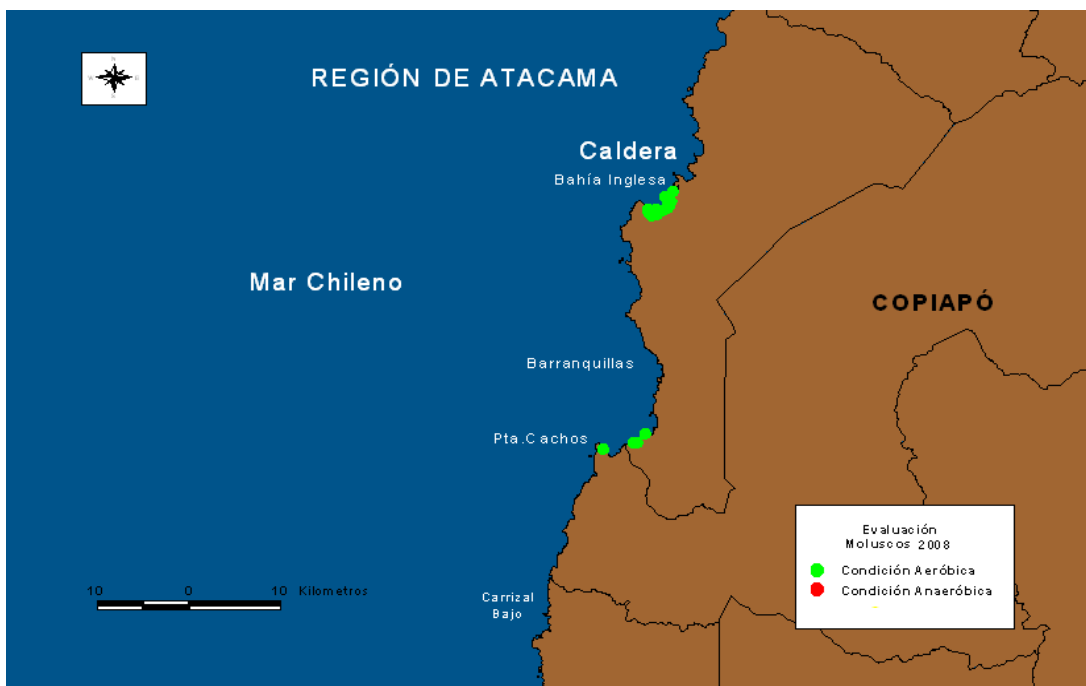 N
W
E
S
REGIÓN DE ATACAMA
Caldera
Bahía Inglesa
Mar Chileno
COPIAPÓ
Barranquillas
Pta.Cachos
Evaluación
Moluscos 2008
Condición Aeróbica
Condición Anaeróbica
10 0 10 Kilometros
Carrizal
Bajo